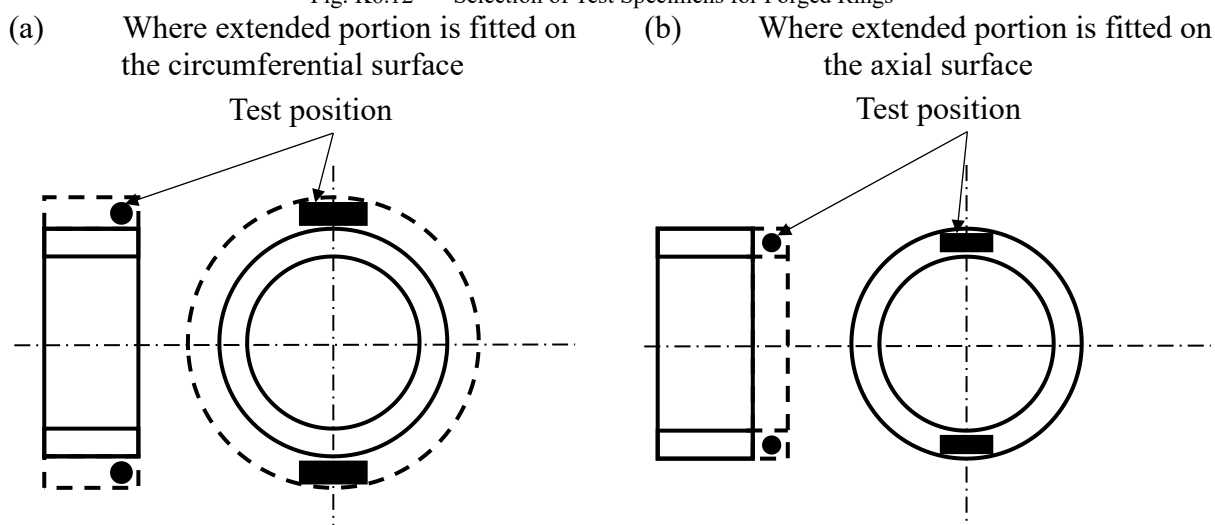 Fig. K6.12 Selection of Test Specimens for Forged Rings
(a) Where extended portion is fitted on
the circumferential surface
Test position
(b) Where extended portion is fitted on
the axial surface
Test position